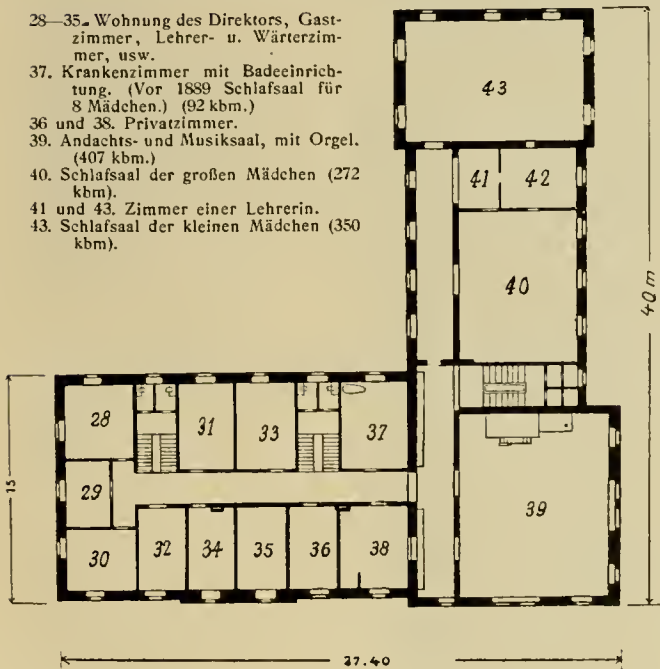 28—35. Wohnung des Direktors, Gast-
zimmer, Lehrer- u. Wärterzim-
mer, usw.
37. Krankenzimmer mit Badeeinrich-
tung. (Vor 1889 Schlafsaal für
8 Mädchen.) (92 kbm.)
36 und 38. Privatzimmer.
39. Andachts- und Musiksaal, mit Orgel.
(407 kbm.)
40. Schlafsaal der großen Mädchen (272
kbm).
41 und 43. Zimmer einer Lehrerin.
43. Schlafsaal der kleinen Mädchen (350
kbm).
43
41 42
40
40 m
28 31 33 37
29
39
15
30 32 34 35 36 38
37.40